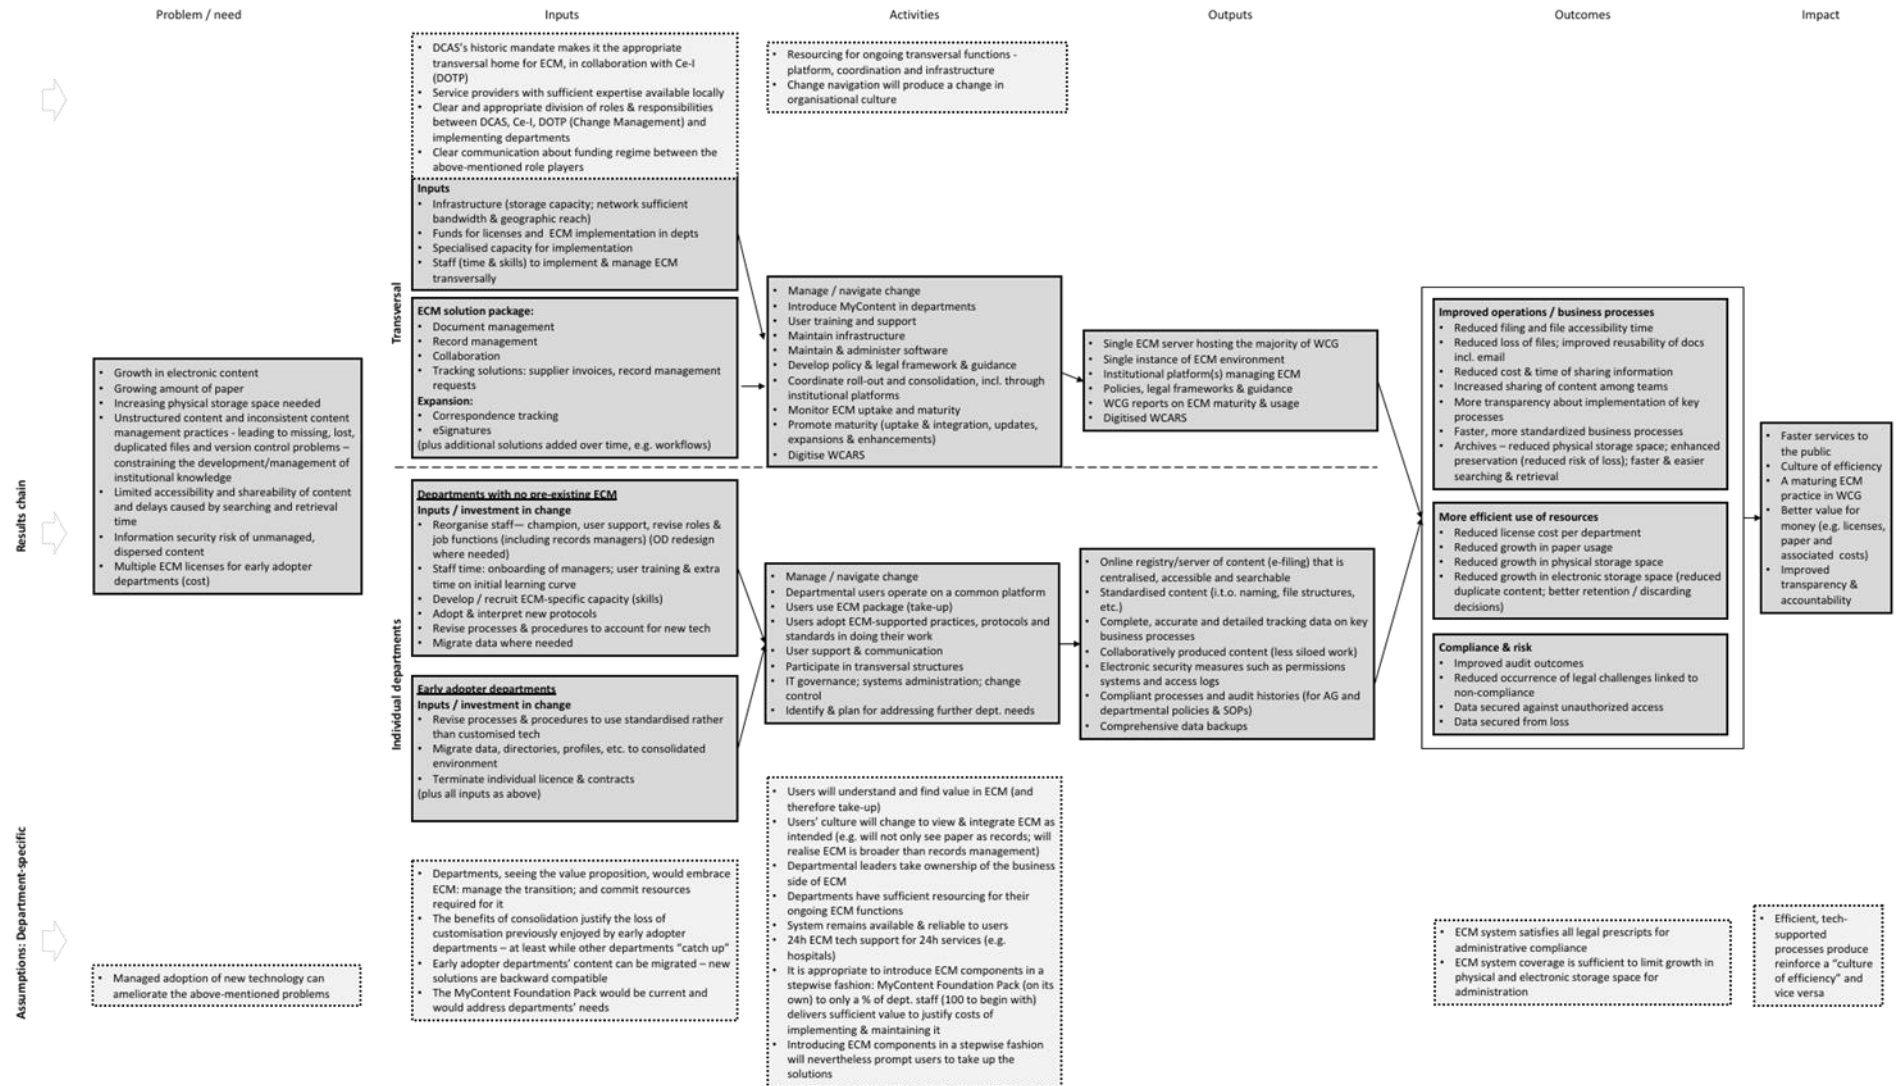 Problem / need
Inputs
Activities
Outputs
Outcomes
Impact
• DCAS's historic mandate makes it the appropriate
transversal home for ECM, in collaboration with Ce-I
(DOTP)
• Service providers with sufficient expertise available locally
• Clear and appropriate division of roles & responsibilities
between DCAS, Ce-I, DOTP (Change Management) and
implementing departments
• Clear communication about funding regime between the
above-mentioned role players
• Resourcing for ongoing transversal functions -
platform, coordination and infrastructure
• Change navigation will produce a change in
organisational culture
Results chain
• Growth in electronic content
• Growing amount of paper
• Increasing physical storage space needed
• Unstructured content and inconsistent content
management practices - leading to missing, lost,
duplicated files and version control problems –
constraining the development/management of
institutional knowledge
• Limited accessibility and shareability of content
and delays caused by searching and retrieval
time
• Information security risk of unmanaged,
dispersed content
• Multiple ECM licenses for early adopter
departments (cost)
Transversal
Inputs
• Infrastructure (storage capacity; network sufficient
bandwidth & geographic reach)
• Funds for licenses and ECM implementation in depts
• Specialised capacity for implementation
• Staff (time & skills) to implement & manage ECM
transversally
ECM solution package:
• Document management
• Record management
• Collaboration
• Tracking solutions: supplier invoices, record management
requests
Expansion:
• Correspondence tracking
• eSignatures
(plus additional solutions added over time, e.g. workflows)
• Manage / navigate change
• Introduce MyContent in departments
• User training and support
• Maintain infrastructure
• Maintain & administer software
• Develop policy & legal framework & guidance
• Coordinate roll-out and consolidation, incl. through
institutional platforms
• Monitor ECM uptake and maturity
• Promote maturity (uptake & integration, updates,
expansions & enhancements)
• Digitise WCARS
• Single ECM server hosting the majority of WCG
• Single instance of ECM environment
• Institutional platform(s) managing ECM
• Policies, legal frameworks & guidance
• WCG reports on ECM maturity & usage
• Digitised WCARS
Individual departments
Departments with no pre-existing ECM
Inputs / investment in change
• Reorganise staff— champion, user support, revise roles &
job functions (including records managers) (OD redesign
where needed)
• Staff time: onboarding of managers; user training & extra
time on initial learning curve
• Develop / recruit ECM-specific capacity (skills)
• Adopt & interpret new protocols
• Revise processes & procedures to account for new tech
• Migrate data where needed
Early adopter departments
Inputs / investment in change
• Revise processes & procedures to use standardised rather
than customised tech
• Migrate data, directories, profiles, etc. to consolidated
environment
• Terminate individual licence & contracts
(plus all inputs as above)
• Manage / navigate change
• Departmental users operate on a common platform
• Users use ECM package (take-up)
• Users adopt ECM-supported practices, protocols and
standards in doing their work
• User support & communication
• Participate in transversal structures
• IT governance; systems administration; change
control
• Identify & plan for addressing further dept. needs
• Online registry/server of content (e-filing) that is
centralised, accessible and searchable
• Standardised content (i.t.o. naming, file structures,
etc.)
• Complete, accurate and detailed tracking data on key
business processes
• Collaboratively produced content (less siloed work)
• Electronic security measures such as permissions
systems and access logs
• Compliant processes and audit histories (for AG and
departmental policies & SOPs)
• Comprehensive data backups
Improved operations / business processes
• Reduced filing and file accessibility time
• Reduced loss of files; improved reusability of docs
incl. email
• Reduced cost & time of sharing information
• Increased sharing of content among teams
• More transparency about implementation of key
processes
• Faster, more standardized business processes
• Archives – reduced physical storage space; enhanced
preservation (reduced risk of loss); faster & easier
searching & retrieval
More efficient use of resources
• Reduced license cost per department
• Reduced growth in paper usage
• Reduced growth in physical storage space
• Reduced growth in electronic storage space (reduced
duplicate content; better retention / discarding
decisions)
Compliance & risk
• Improved audit outcomes
• Reduced occurrence of legal challenges linked to
non-compliance
• Data secured against unauthorized access
• Data secured from loss
• Faster services to
the public
• Culture of efficiency
• A maturing ECM
practice in WCG
• Better value for
money (e.g. licenses,
paper and
associated costs)
• Improved
transparency &
accountability
Assumptions: Department-specific
• Managed adoption of new technology can
ameliorate the above-mentioned problems
• Departments, seeing the value proposition, would embrace
ECM: manage the transition; and commit resources
required for it
• The benefits of consolidation justify the loss of
customisation previously enjoyed by early adopter
departments – at least while other departments "catch up"
• Early adopter departments' content can be migrated – new
solutions are backward compatible
• The MyContent Foundation Pack would be current and
would address departments' needs
• Users will understand and find value in ECM (and
therefore take-up)
• Users' culture will change to view & integrate ECM as
intended (e.g. will not only see paper as records; will
realise ECM is broader than records management)
• Departmental leaders take ownership of the business
side of ECM
• Departments have sufficient resourcing for their
ongoing ECM functions
• System remains available & reliable to users
• 24h ECM tech support for 24h services (e.g.
hospitals)
• It is appropriate to introduce ECM components in a
stepwise fashion: MyContent Foundation Pack (on its
own) to only a % of dept. staff (100 to begin with)
delivers sufficient value to justify costs of
implementing & maintaining it
• Introducing ECM components in a stepwise fashion
will nevertheless prompt users to take up the
solutions
• ECM system satisfies all legal prescripts for
administrative compliance
• ECM system coverage is sufficient to limit growth in
physical and electronic storage space for
administration
• Efficient, tech-
supported
processes produce
reinforce a "culture
of efficiency" and
vice versa